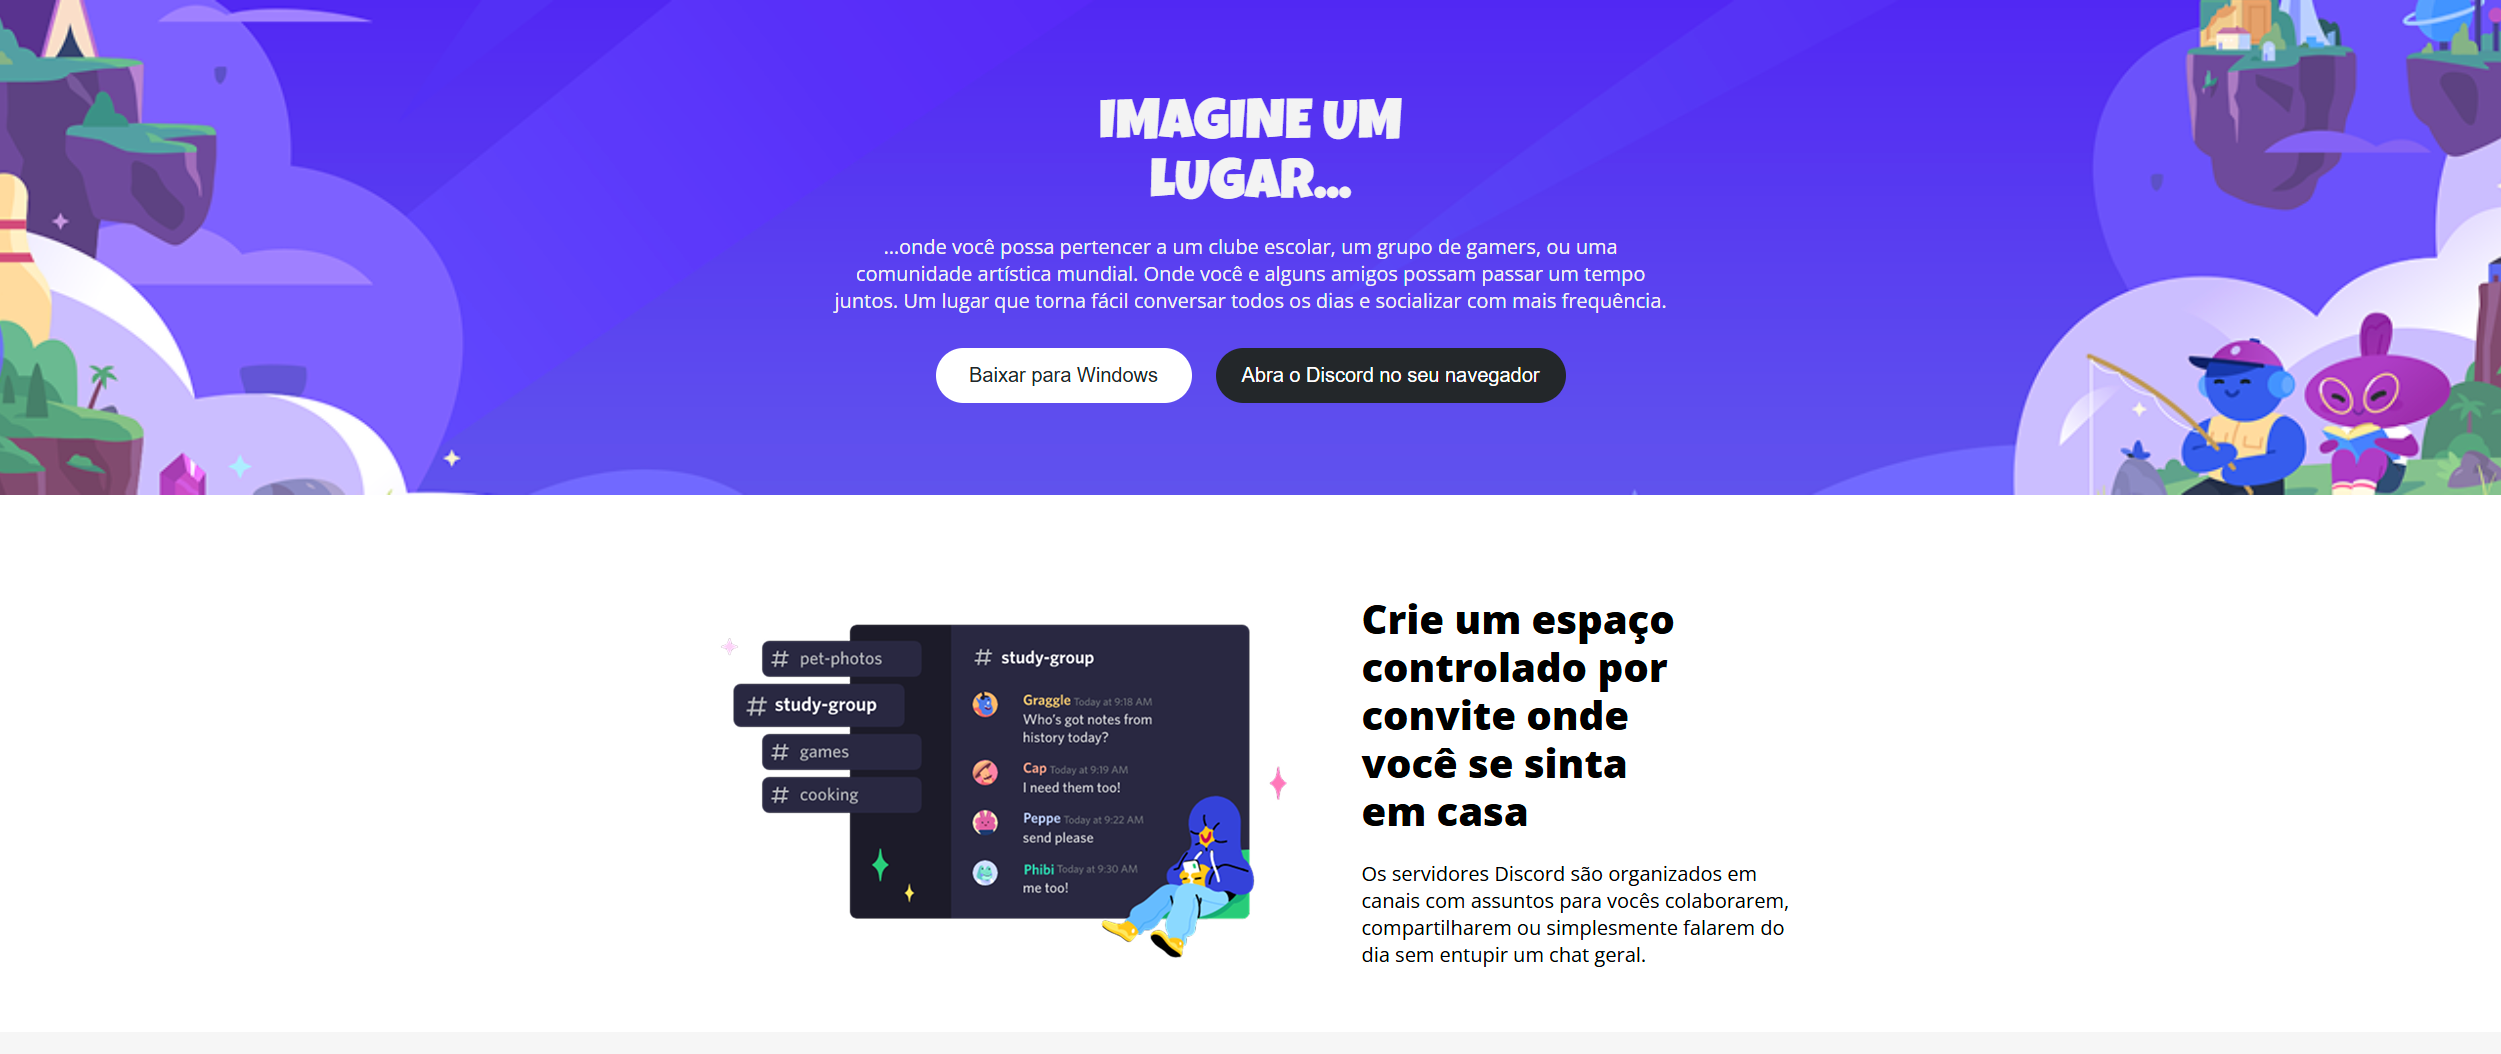 IMAGINE UM
LUGAR...
...onde você possa pertencer a um clube escolar, um grupo de gamers, ou uma
comunidade artística mundial. Onde você e alguns amigos possam passar um tempo
juntos. Um lugar que torna fácil conversar todos os dias e socializar com mais frequência.
Baixar para Windows
Abra o Discord no seu navegador
# pet-photos
# study-group
# games
# cooking
# study-group
Graggle Today at 9:18 AM
Who's got notes from
history today?
Cap Today at 9:19 AM
I need them too!
Peppe Today at 9:22 AM
send please
Phibi Today at 9:30 AM
me too!
Crie um espaço
controlado por
convite onde
você se sinta
em casa
Os servidores Discord são organizados em
canais com assuntos para vocês colaborarem,
compartilharem ou simplesmente falarem do
dia sem entupir um chat geral.